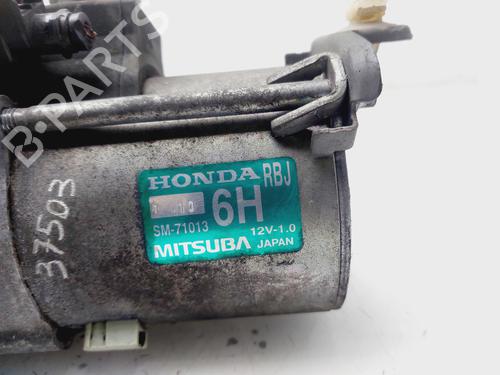 B-PARTS
HONDA RBJ
6H
SM-71013 12V-1.0
MITSUBA JAPAN
37503